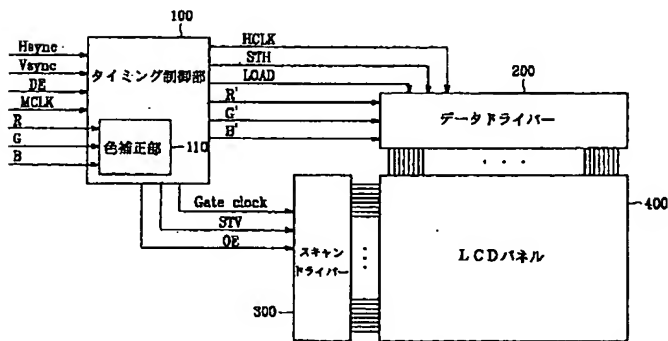 100
Hsync
Vsync
DE
MCLK
R
G
B
タイミング制御部
色補正部
110
HCLK
STH
LOAD
R'
G'
B'
200
データドライバー
Gate clock
STV
OE
スキャン
ドライバー
300
LCDパネル
400